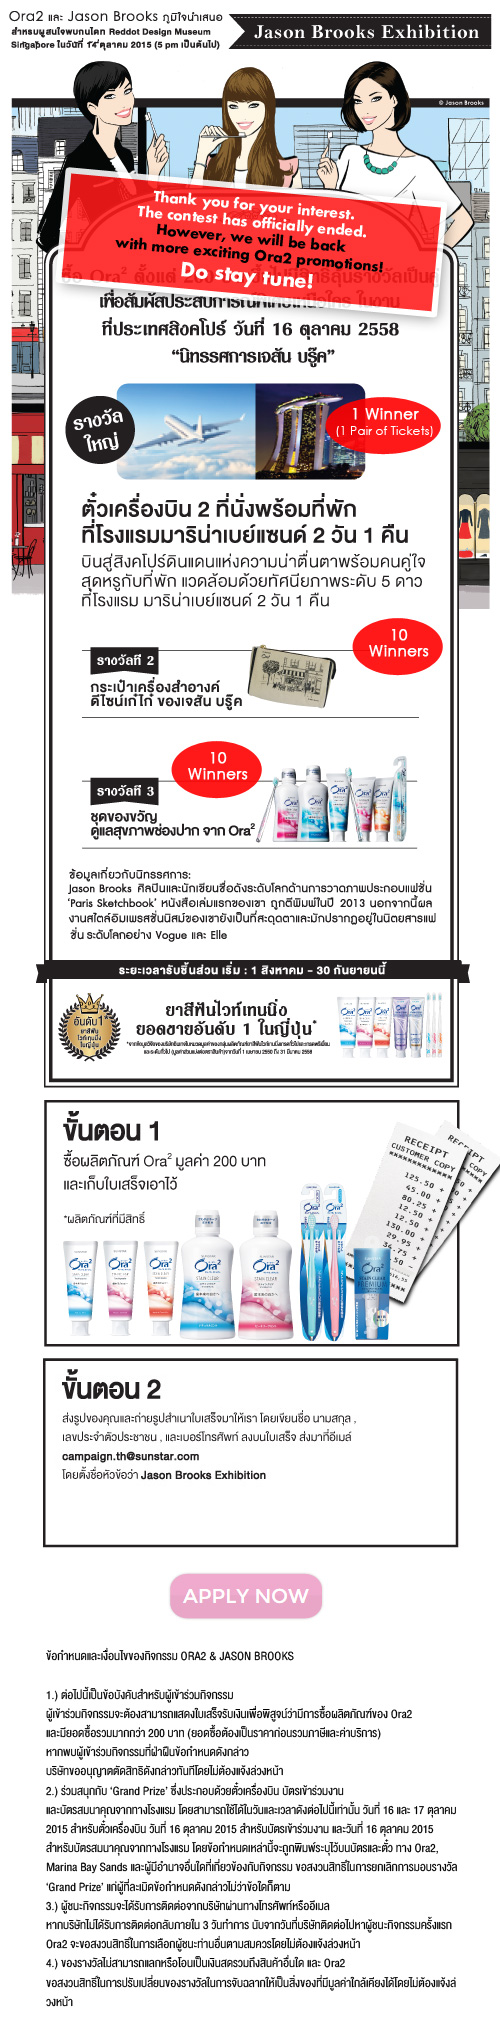 Ora2 และ Jason Brooks ภูมิใจนำเสนอ
สำหรับผู้สนใจพบกันได้ที่ Reddot Design Museum
Singapore ในวันที่ 14 ตุลาคม 2015 (5 pm เป็นต้นไป)
Jason Brooks Exhibition
© Jason Brooks
Thank you for your interest.
The contest has officially ended.
However, we will be back
with more exciting Ora2 promotions!
Do stay tune!
ซื้อ Ora² ตั้งแต่
ที่ประเทศสิงคโปร์ วันที่ 16 ตุลาคม 2558
“นิทรรศการเจสัน บรู๊ค”
รางวัล
ใหญ่
1 Winner
(1 Pair of Tickets)
ตั๋วเครื่องบิน 2 ที่นั่งพร้อมที่พัก
ที่โรงแรมมาริน่าเบย์แซนด์ 2 วัน 1 คืน
บินสู่สิงคโปร์ดินแดนแห่งความน่าตื่นตาพร้อมคนคู่ใจ
สุดหรูกับที่พัก แวดล้อมด้วยทัศนียภาพระดับ 5 ดาว
ที่โรงแรม มาริน่าเบย์แซนด์ 2 วัน 1 คืน
10
Winners
รางวัลที่ 2
กระเป๋าเครื่องสำอางค์
ดีไซน์เก๋ไก๋ ของเจสัน บรู๊ค
10
Winners
รางวัลที่ 3
ชุดของขวัญ
ดูแลสุขภาพช่องปาก จาก Ora²
ข้อมูลเกี่ยวกับนิทรรศการ:
Jason Brooks ศิลปินและนักเขียนชื่อดังระดับโลกด้านการวาดภาพประกอบแฟชั่น
‘Paris Sketchbook’ หนังสือเล่มแรกของเขา ถูกตีพิมพ์ในปี 2013 นอกจากนี้ผล
งานสไตล์อิมเพรสชั่นนิสม์ของเขายังเป็นที่สะดุดตาและมักปรากฏอยู่ในนิตยสารแฟ
ชั่น ระดับโลกอย่าง Vogue และ Elle
ระยะเวลารับชิ้นส่วน เริ่ม : 1 สิงหาคม - 30 กันยายนนี้
อันดับ 1*
ยาสีฟัน
ไวท์เทนนิ่ง
ในญี่ปุ่น
ยาสีฟันไวท์เทนนิ่ง
ยอดขายอันดับ 1 ในญี่ปุ่น*
ขั้นตอน 1
ซื้อผลิตภัณฑ์ Ora² มูลค่า 200 บาท
และเก็บใบเสร็จเอาไว้
*ผลิตภัณฑ์ที่มีสิทธิ์
RECEIPT
CUSTOMER COPY
125.50 +
45.00 +
80.25 +
12.50 +
12.50 +
130.00 +
29.95 +
34.75 +
ขั้นตอน 2
ส่งรูปของคุณและถ่ายรูปสำเนาใบเสร็จมาให้เรา โดยเขียนชื่อ นามสกุล ,
เลขประจำตัวประชาชน , และเบอร์โทรศัพท์ ลงบนใบเสร็จ ส่งมาที่อีเมล์
campaign.th@sunstar.com
โดยตั้งชื่อหัวข้อว่า Jason Brooks Exhibition
APPLY NOW
ข้อกำหนดและเงื่อนไขของกิจกรรม ORA2 & JASON BROOKS
1.) ต่อไปนี้เป็นข้อบังคับสำหรับผู้เข้าร่วมกิจกรรม
ผู้เข้าร่วมกิจกรรมจะต้องสามารถแสดงใบเสร็จรับเงินเพื่อพิสูจน์ว่ามีการซื้อผลิตภัณฑ์ของ Ora2
และมียอดซื้อรวมมากกว่า 200 บาท (ยอดซื้อต้องเป็นราคาก่อนรวมภาษีและค่าบริการ)
หากพบผู้เข้าร่วมกิจกรรมที่ฝ่าฝืนข้อกำหนดดังกล่าว
บริษัทขออนุญาตตัดสิทธิดังกล่าวทันทีโดยไม่ต้องแจ้งล่วงหน้า
2.) ร่วมสนุกกับ ‘Grand Prize’ ซึ่งประกอบด้วยตั๋วเครื่องบิน บัตรเข้าร่วมงาน
และบัตรสมนาคุณจากทางโรงแรม โดยสามารถใช้ได้ในวันและเวลาดังต่อไปนี้เท่านั้น วันที่ 16 และ 17 ตุลาคม
2015 สำหรับตั๋วเครื่องบิน วันที่ 16 ตุลาคม 2015 สำหรับบัตรเข้าร่วมงาน และวันที่ 16 ตุลาคม 2015
สำหรับบัตรสมนาคุณจากทางโรงแรม โดยข้อกำหนดเหล่านี้จะถูกพิมพ์ระบุไว้บนบัตรและตั๋ว ทาง Ora2,
Marina Bay Sands และผู้มีอำนาจอื่นใดที่เกี่ยวข้องกับกิจกรรม ขอสงวนสิทธิ์ในการยกเลิกการมอบรางวัล
‘Grand Prize’ แก่ผู้ที่ละเมิดข้อกำหนดดังกล่าวไม่ว่าข้อใดก็ตาม
3.) ผู้ชนะกิจกรรมจะได้รับการติดต่อจากบริษัทผ่านทางโทรศัพท์หรืออีเมล
หากบริษัทไม่ได้รับการติดต่อกลับภายใน 3 วันทำการ นับจากวันที่บริษัทติดต่อไปหาผู้ชนะกิจกรรมครั้งแรก
Ora2 จะขอสงวนสิทธิ์ในการเลือกผู้ชนะท่านอื่นตามสมควรโดยไม่ต้องแจ้งล่วงหน้า
4.) ของรางวัลไม่สามารถแลกหรือโอนเป็นเงินสดรวมถึงสินค้าอื่นใด และ Ora2
ขอสงวนสิทธิ์ในการปรับเปลี่ยนของรางวัลในการจับฉลากให้เป็นสิ่งของที่มีมูลค่าใกล้เคียงได้โดยไม่ต้องแจ้งล่
วงหน้า